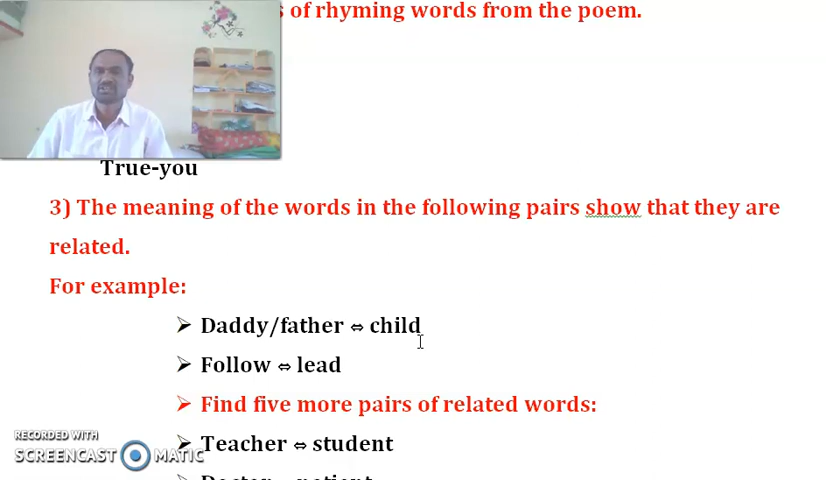 of rhyming words from the poem.
True-you
3) The meaning of the words in the following pairs show that they are
related.
For example:
➢ Daddy/father ⇔ child
➢ Follow ⇔ lead
➢ Find five more pairs of related words:
➢ Teacher ⇔ student
RECORDED WITH
SCREENCAST MATIC